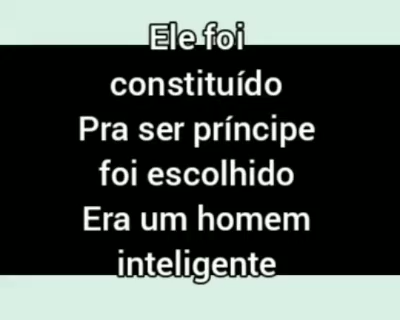 Ele foi
constituído
Pra ser príncipe
foi escolhido
Era um homem
inteligente